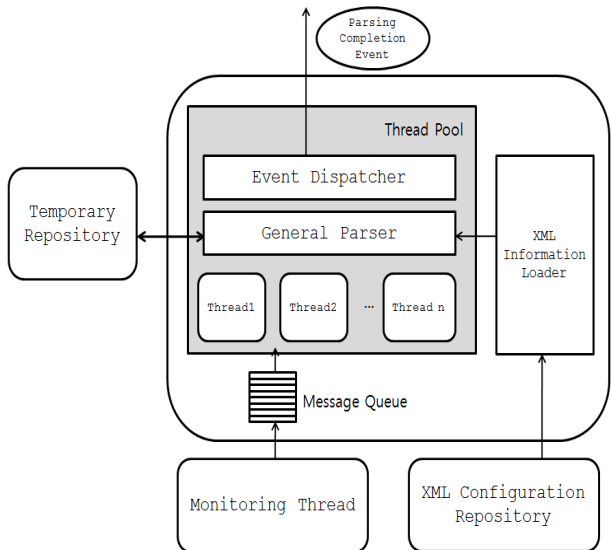 Parsing
Completion
Event
Thread Pool
Event Dispatcher
General Parser
Temporary
Repository
XML
Information
Loader
Thread1
Thread2
...
Thread n
Message Queue
Monitoring Thread
XML Configuration
Repository